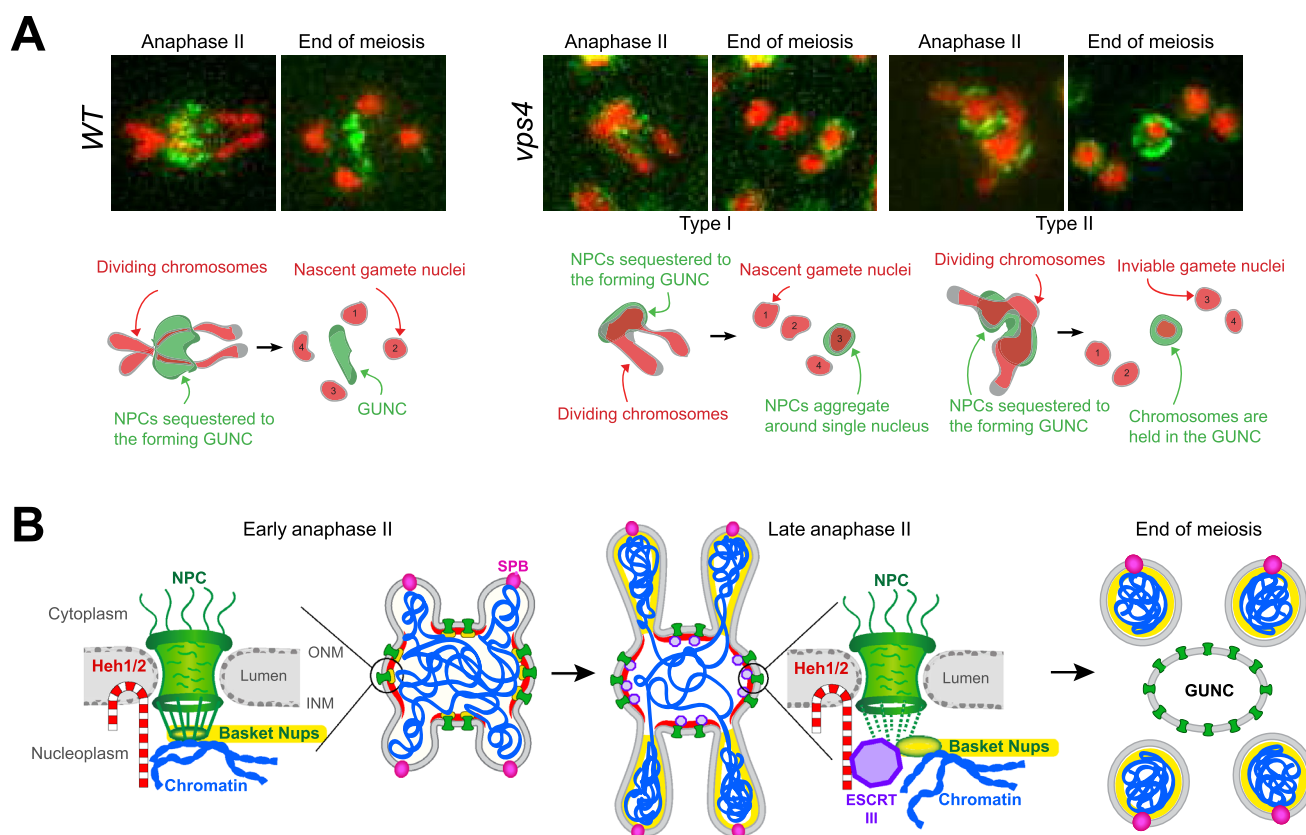 A
WT
Anaphase II
End of meiosis
vps4
Anaphase II
End of meiosis
Anaphase II
End of meiosis
Type I
Type II
Dividing chromosomes
Nascent gamete nuclei
1
2
3
4
NPCs sequestered to
the forming GUNC
GUNC
NPCs sequestered to
the forming GUNC
Nascent gamete nuclei
1
2
3
4
Dividing chromosomes
NPCs aggregate
around single nucleus
Dividing chromosomes
Inviable gamete nuclei
3
4
1
2
NPCs sequestered to
the forming GUNC
Chromosomes are
held in the GUNC
B
Early anaphase II
Late anaphase II
End of meiosis
NPC
SPB
Cytoplasm
ONM
Heh1/2
Lumen
INM
Basket Nups
Nucleoplasm
Chromatin
NPC
Heh1/2
Lumen
Basket Nups
ESCRT
III
Chromatin
GUNC